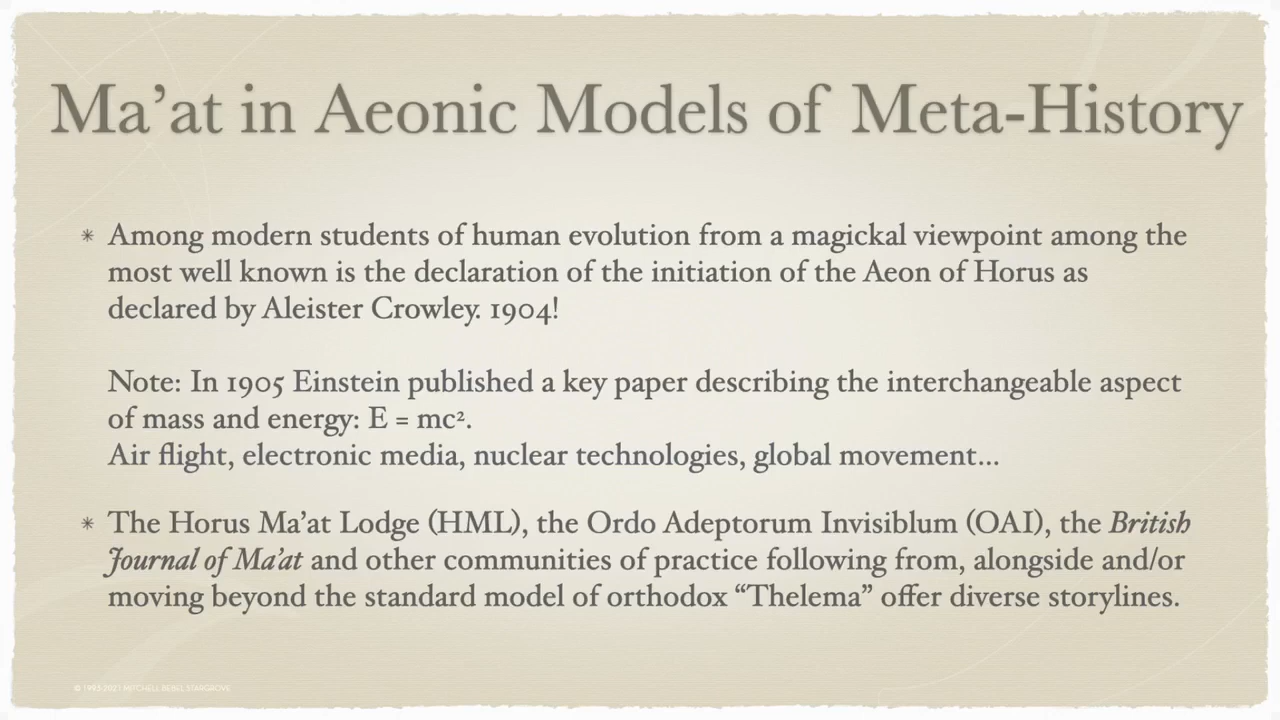 Ma’at in Aeonic Models of Meta-History
* Among modern students of human evolution from a magickal viewpoint among the
most well known is the declaration of the initiation of the Aeon of Horus as
declared by Aleister Crowley. 1904!
Note: In 1905 Einstein published a key paper describing the interchangeable aspect
of mass and energy: E = mc².
Air flight, electronic media, nuclear technologies, global movement...
* The Horus Ma’at Lodge (HML), the Ordo Adeptorum Invisiblum (OAI), the British
Journal of Ma’at and other communities of practice following from, alongside and/or
moving beyond the standard model of orthodox “Thelema” offer diverse storylines.
© 1995-2021 MITCHELL BEBEL STARGROVE